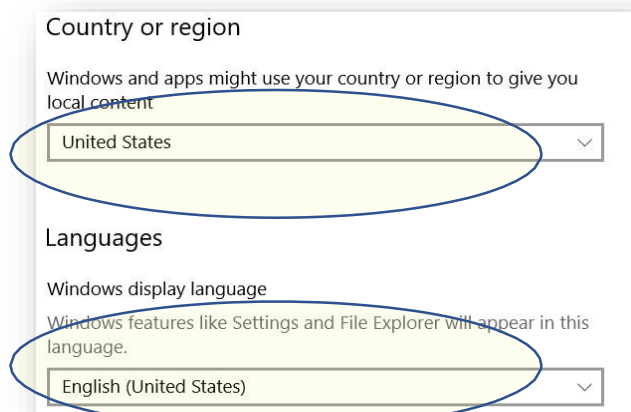 Country or region
Windows and apps might use your country or region to give you
local content
United States
Languages
Windows display language
Windows features like Settings and File Explorer will appear in this
language.
English (United States)